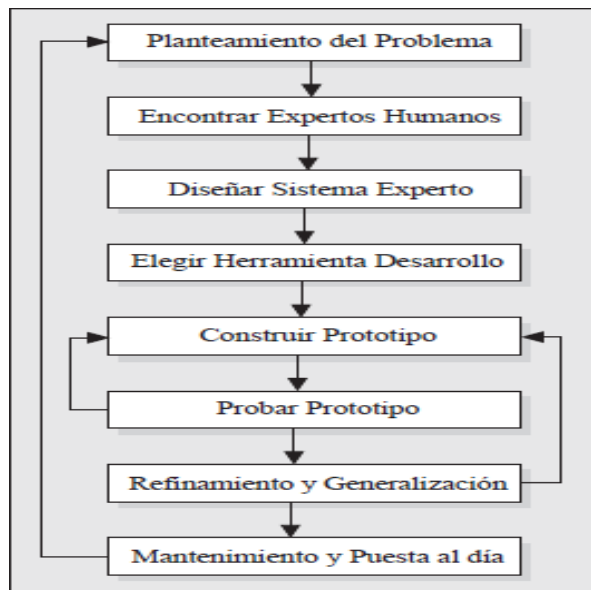 Planteamiento del Problema
Encontrar Expertos Humanos
Diseñar Sistema Experto
Elegir Herramienta Desarrollo
Construir Prototipo
Probar Prototipo
Refinamiento y Generalización
Mantenimiento y Puesta al día